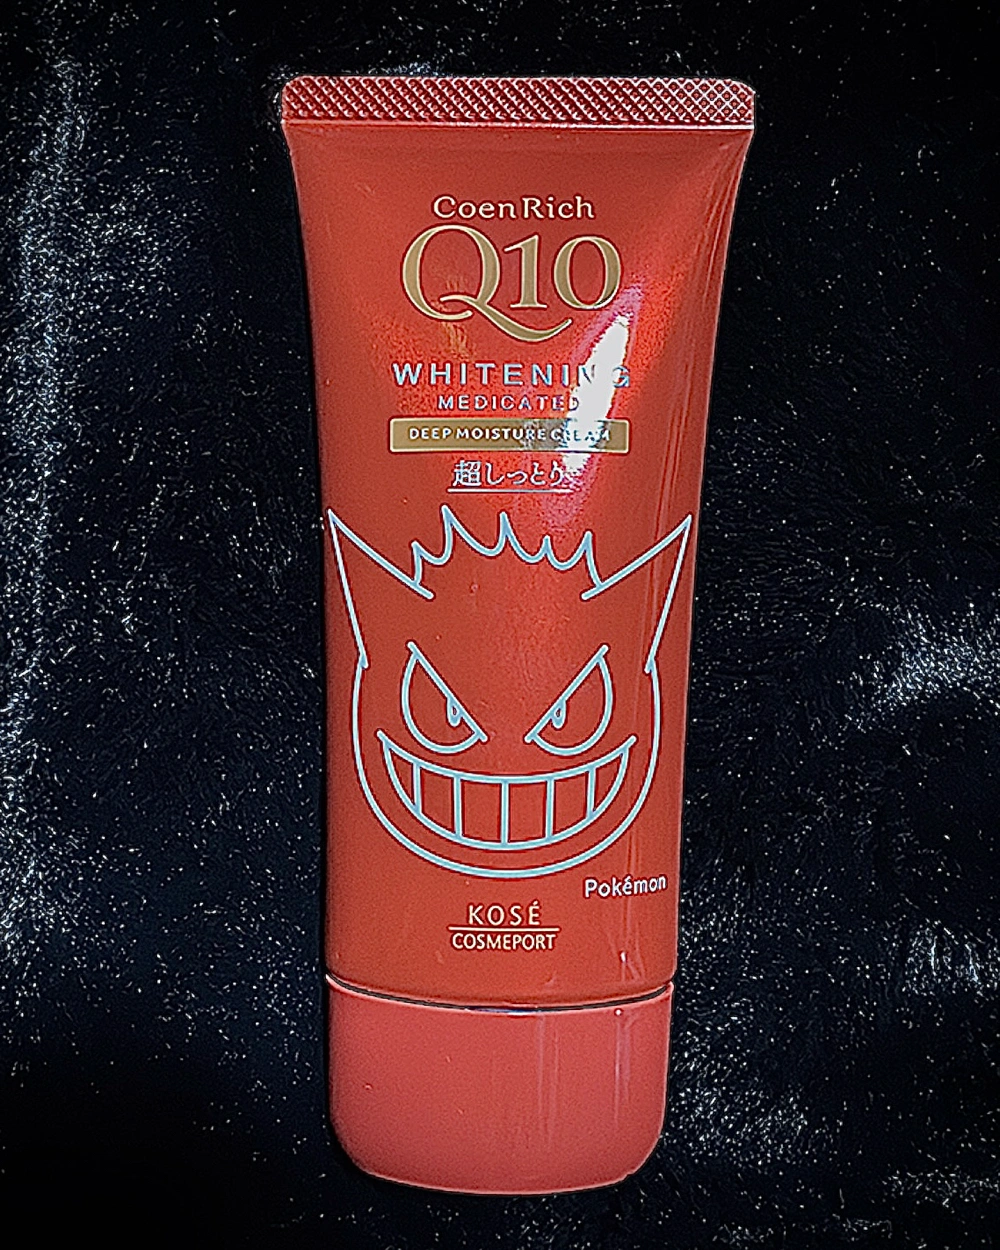 CoenRich
Q10
WHITENING
MEDICATED
DEEP MOISTURE CREAM
超しっとり
Pokémon
KOSÉ
COSMEPORT